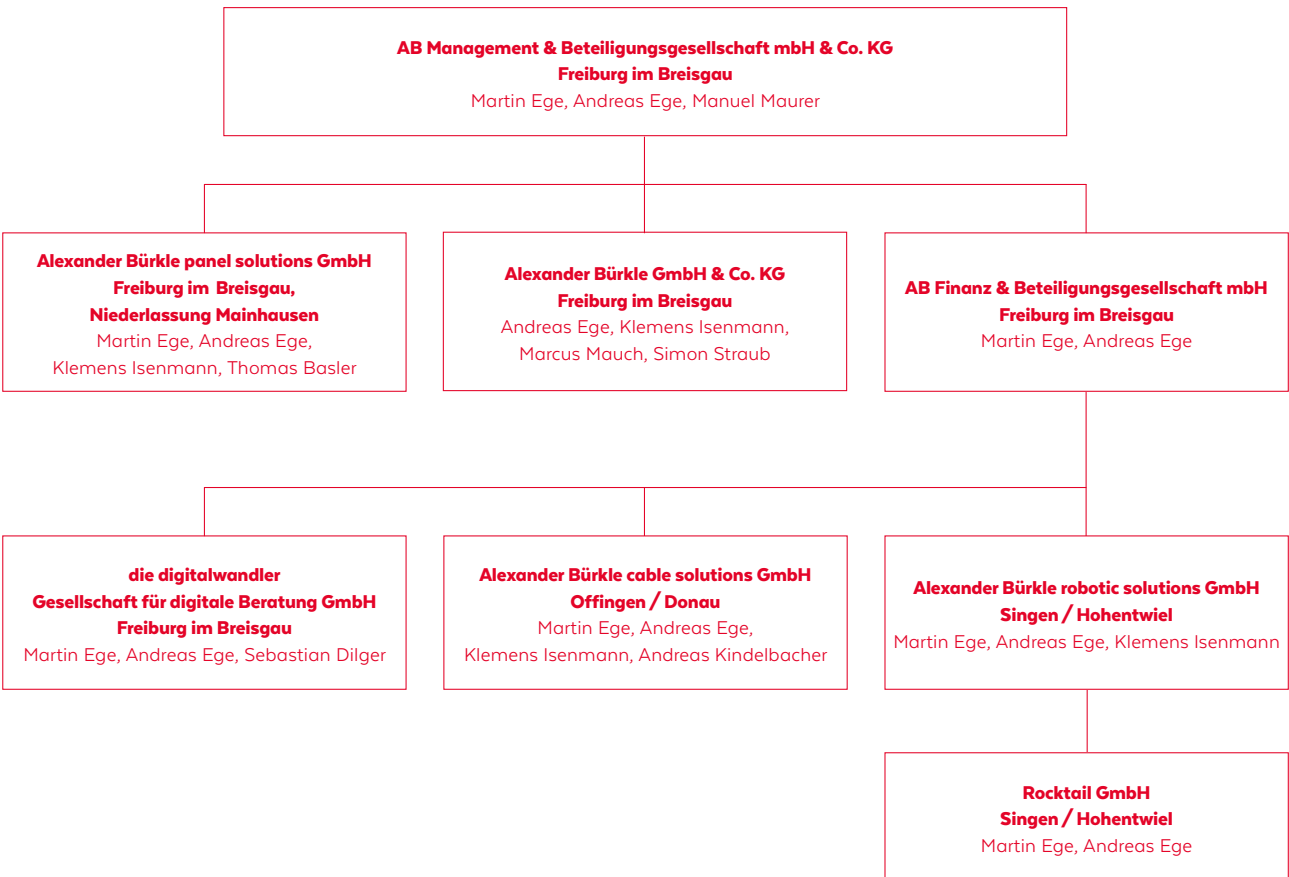 AB Management & Beteiligungsgesellschaft mbH & Co. KG
Freiburg im Breisgau
Martin Ege, Andreas Ege, Manuel Maurer
Alexander Bürkle panel solutions GmbH
Freiburg im Breisgau,
Niederlassung Mainhausen
Martin Ege, Andreas Ege,
Klemens Isenmann, Thomas Basler
Alexander Bürkle GmbH & Co. KG
Freiburg im Breisgau
Andreas Ege, Klemens Isenmann,
Marcus Mauch, Simon Straub
AB Finanz & Beteiligungsgesellschaft mbH
Freiburg im Breisgau
Martin Ege, Andreas Ege
die digitalwandler
Gesellschaft für digitale Beratung GmbH
Freiburg im Breisgau
Martin Ege, Andreas Ege, Sebastian Dilger
Alexander Bürkle cable solutions GmbH
Offingen / Donau
Martin Ege, Andreas Ege,
Klemens Isenmann, Andreas Kindelbacher
Alexander Bürkle robotic solutions GmbH
Singen / Hohentwiel
Martin Ege, Andreas Ege, Klemens Isenmann
Rocktail GmbH
Singen / Hohentwiel
Martin Ege, Andreas Ege